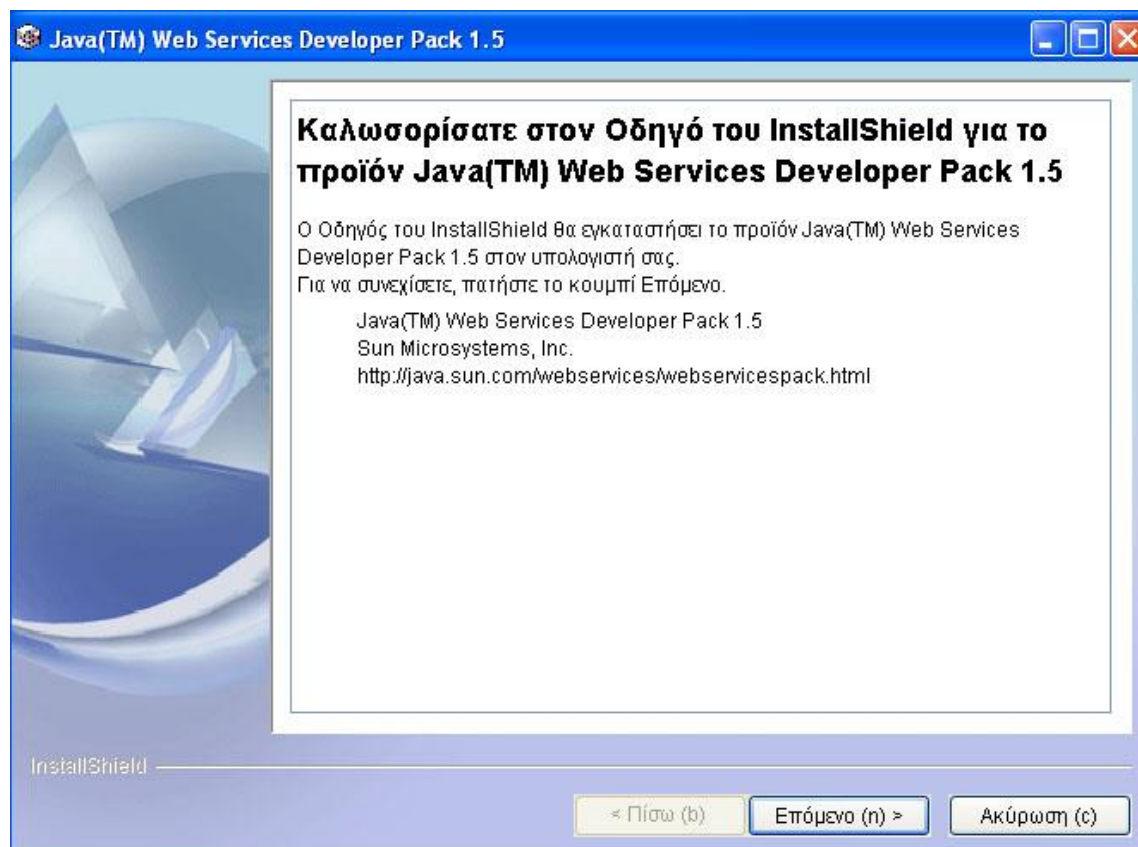 Java(TM) Web Services Developer Pack 1.5
Καλωσορίσατε στον Οδηγό του InstallShield για το
προϊόν Java(TM) Web Services Developer Pack 1.5
Ο Οδηγός του InstallShield θα εγκαταστήσει το προϊόν Java(TM) Web Services
Developer Pack 1.5 στον υπολογιστή σας.
Για να συνεχίσετε, πατήστε το κουμπί Επόμενο.
Java(TM) Web Services Developer Pack 1.5
Sun Microsystems, Inc.
http://java.sun.com/webservices/webservicespack.html
InstallShield
< Πίσω (b)
Επόμενο (n) >
Ακύρωση (c)